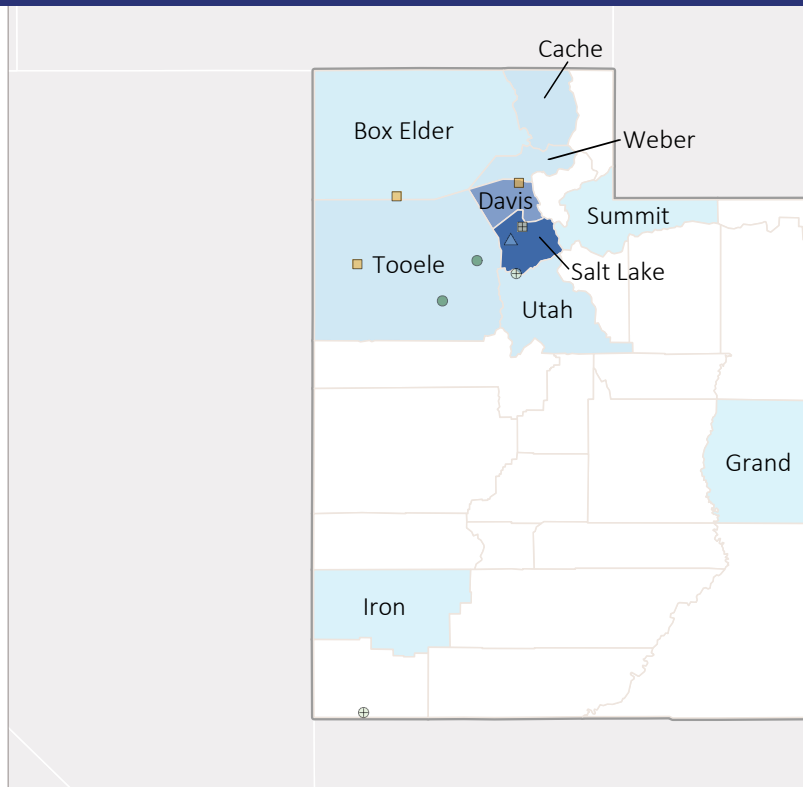 Cache
Box Elder
Weber
Davis
Summit
Tooele
Salt Lake
Utah
Grand
Iron